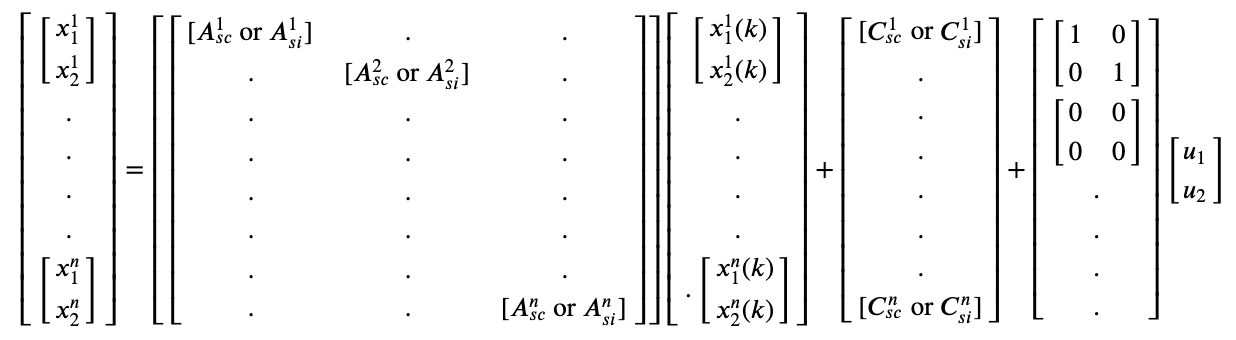 [ [ x_1^1 ; x_2^1 ] ; . ; . ; . ; . ; [ x_1^n ; x_2^n ] ] = [ [ [A_{sc}^1 or A_{si}^1] . . ; . [A_{sc}^2 or A_{si}^2] . ; . . . ; . . . ; . . . ; . . . ; . . . ; . . [A_{sc}^n or A_{si}^n] ] ] [ [ x_1^1(k) ; x_2^1(k) ] ; . ; . ; . ; . ; . [ x_1^n(k) ; x_2^n(k) ] ] + [ [C_{sc}^1 or C_{si}^1] ; . ; . ; . ; . ; . ; . ; [C_{sc}^n or C_{si}^n] ] + [ [ 1 0 ; 0 1 ] ; [ 0 0 ; 0 0 ] ; . ; . ; . ; . ] [ u_1 ; u_2 ]